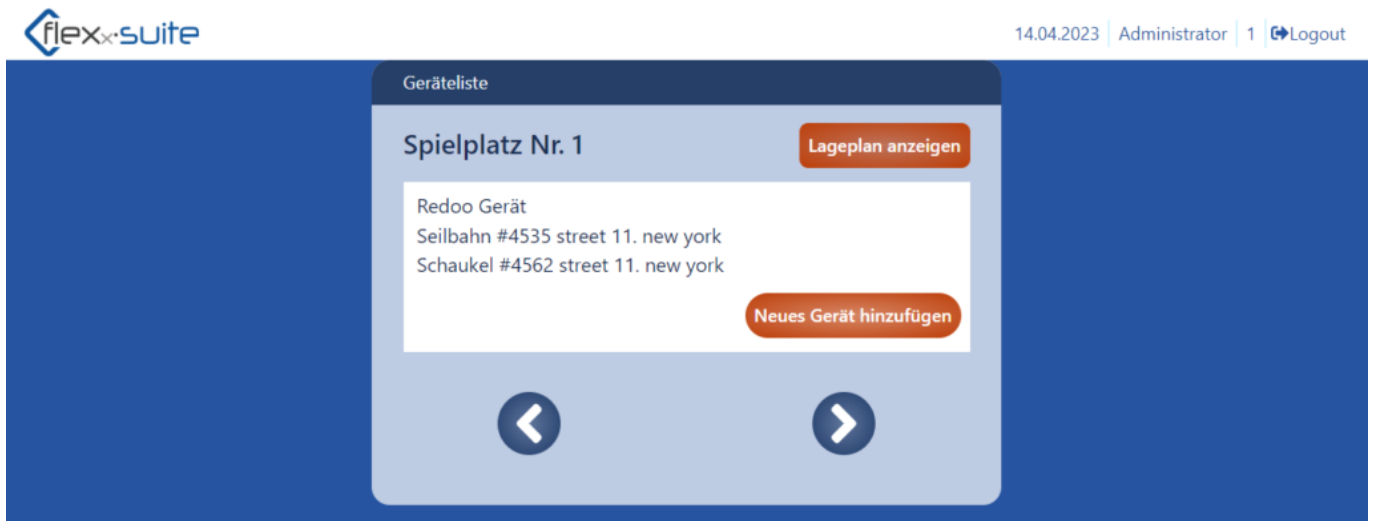 flexx-suite
14.04.2023 Administrator 1 Logout
Geräteliste
Spielplatz Nr. 1
Lageplan anzeigen
Redoo Gerät
Seilbahn #4535 street 11. new york
Schaukel #4562 street 11. new york
Neues Gerät hinzufügen